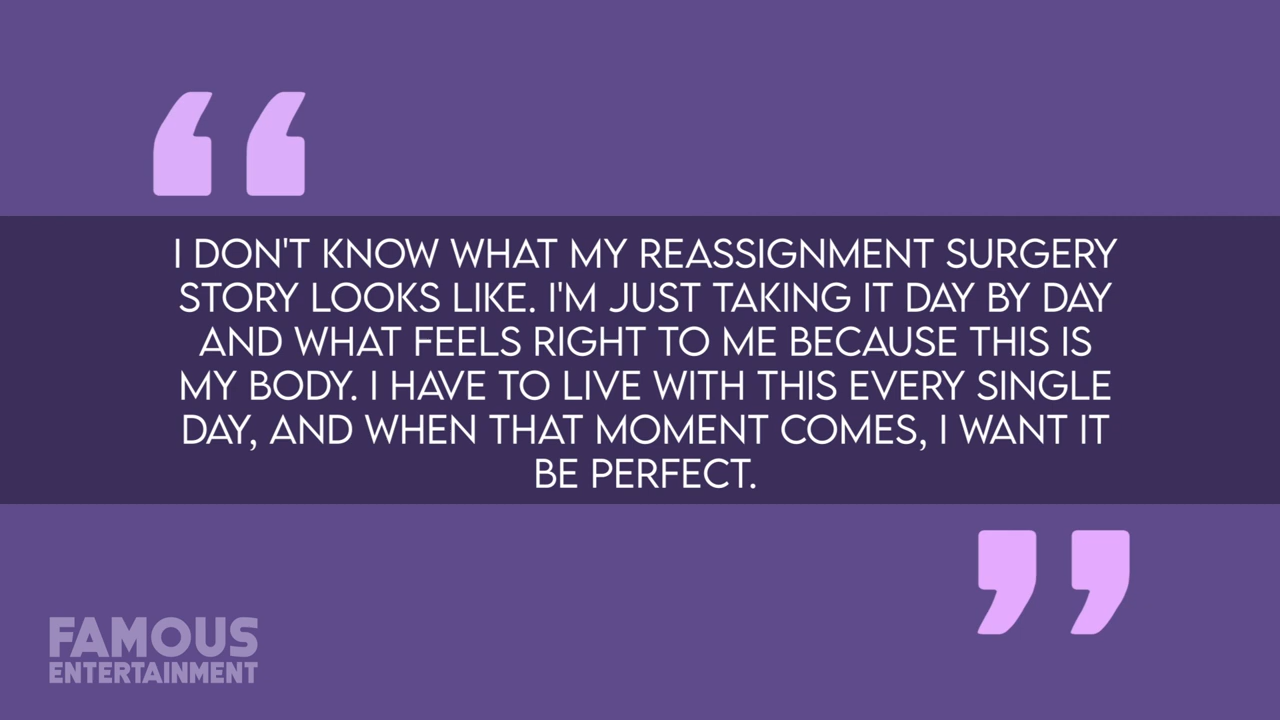 “
I DON'T KNOW WHAT MY REASSIGNMENT SURGERY
STORY LOOKS LIKE. I'M JUST TAKING IT DAY BY DAY
AND WHAT FEELS RIGHT TO ME BECAUSE THIS IS
MY BODY. I HAVE TO LIVE WITH THIS EVERY SINGLE
DAY, AND WHEN THAT MOMENT COMES, I WANT IT
BE PERFECT.
”
FAMOUS
ENTERTAINMENT